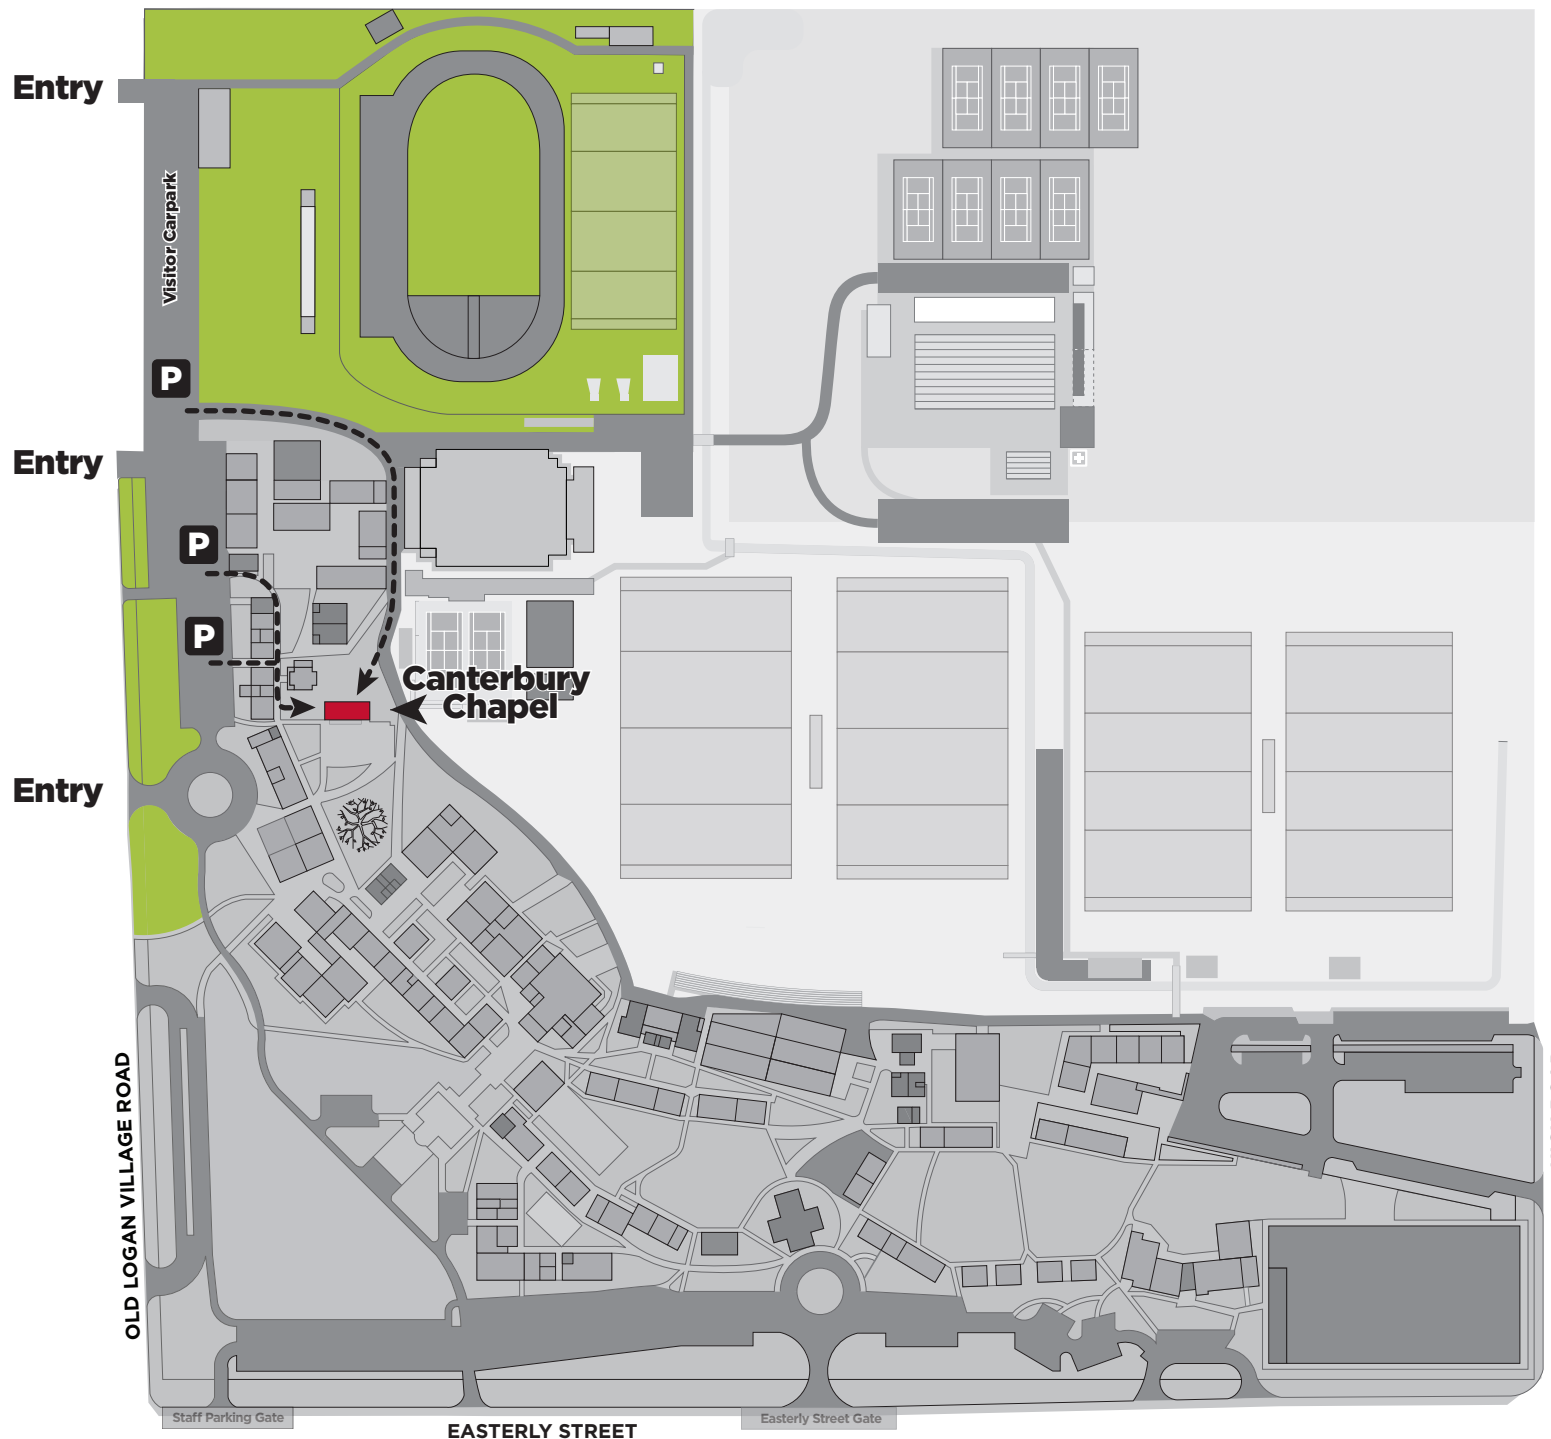 Entry
Visitor Carpark
P
Entry
P
P
Canterbury
Chapel
Entry
OLD LOGAN VILLAGE ROAD
Staff Parking Gate
Easterly Street Gate
EASTERLY STREET